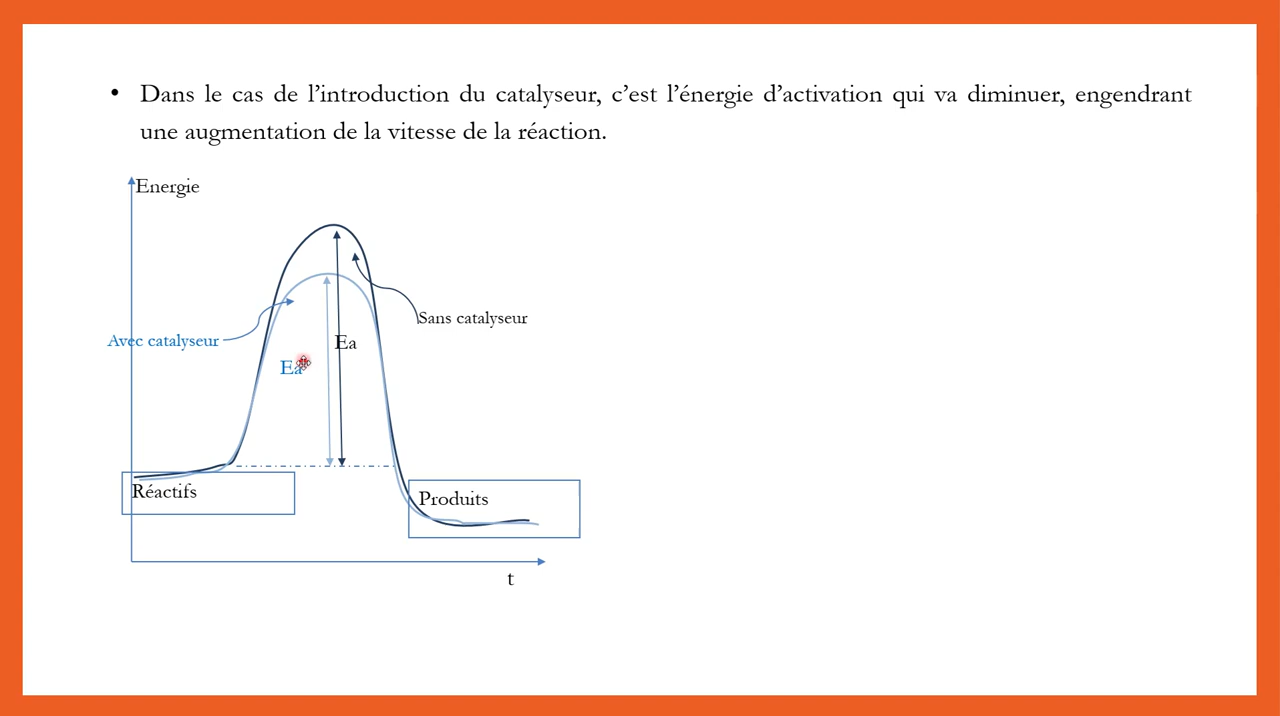 • Dans le cas de l’introduction du catalyseur, c’est l’énergie d’activation qui va diminuer, engendrant
une augmentation de la vitesse de la réaction.
Energie
Sans catalyseur
Avec catalyseur
Ea
Ea
Réactifs
Produits
t